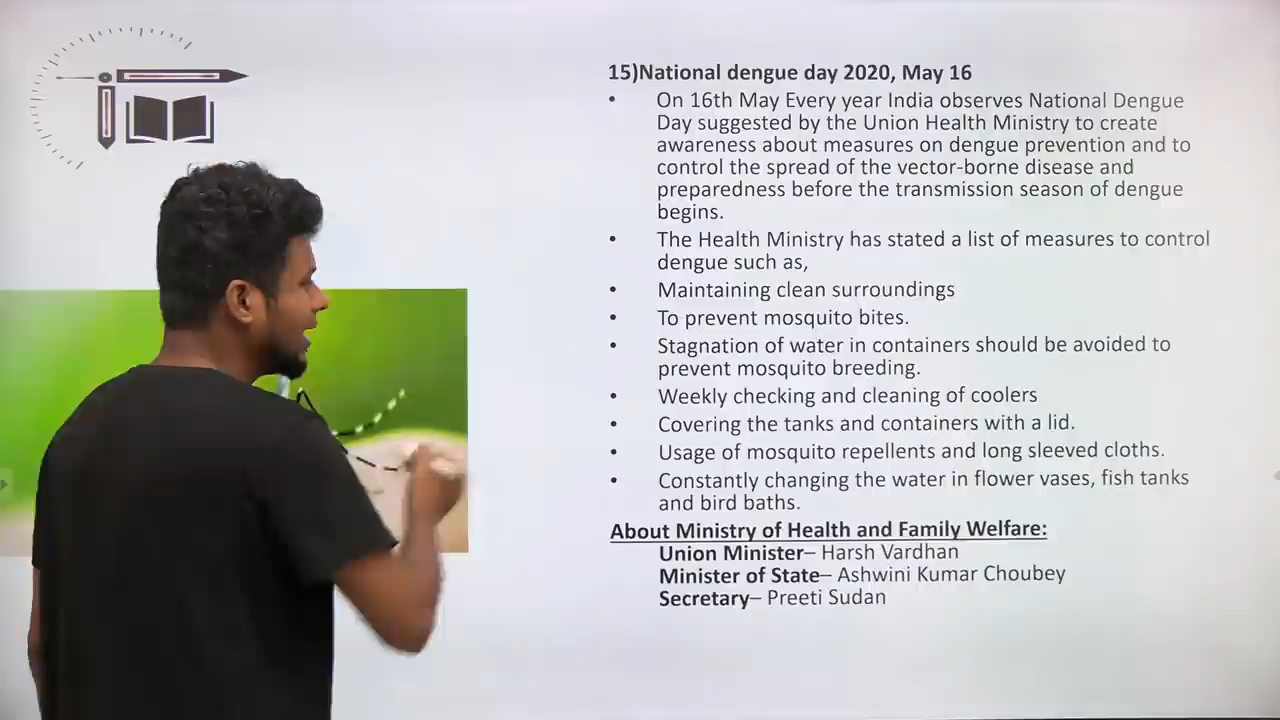 15)National dengue day 2020, May 16
• On 16th May Every year India observes National Dengue
Day suggested by the Union Health Ministry to create
awareness about measures on dengue prevention and to
control the spread of the vector-borne disease and
preparedness before the transmission season of dengue
begins.
• The Health Ministry has stated a list of measures to control
dengue such as,
• Maintaining clean surroundings
• To prevent mosquito bites.
• Stagnation of water in containers should be avoided to
prevent mosquito breeding.
• Weekly checking and cleaning of coolers
• Covering the tanks and containers with a lid.
• Usage of mosquito repellents and long sleeved cloths.
• Constantly changing the water in flower vases, fish tanks
and bird baths.
About Ministry of Health and Family Welfare:
Union Minister– Harsh Vardhan
Minister of State– Ashwini Kumar Choubey
Secretary– Preeti Sudan